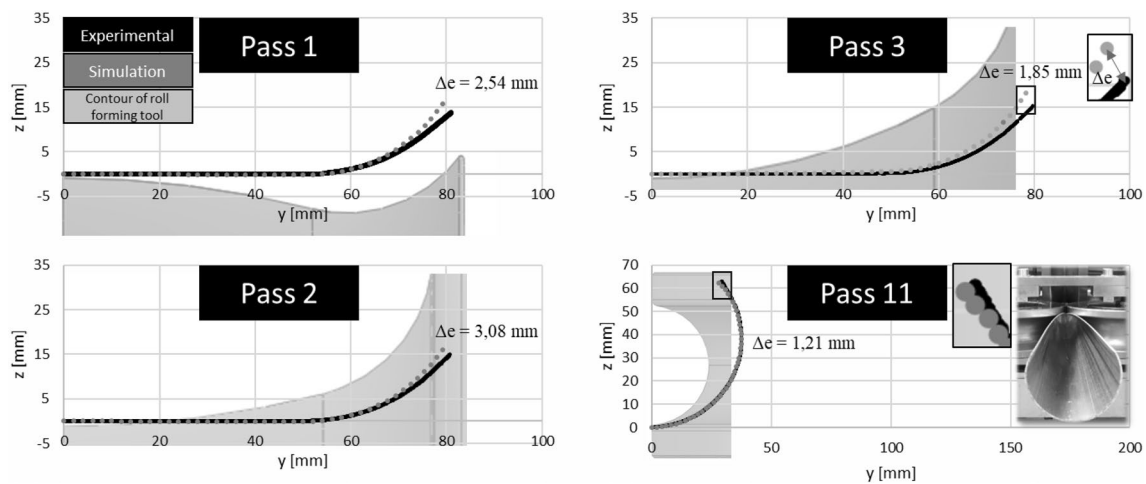 35
25
15
5
-5
z [mm]
Experimental
Simulation
Contour of roll
forming tool
Pass 1
Δe = 2,54 mm
0
20
40
60
80
100
y [mm]
35
25
15
5
-5
z [mm]
Pass 3
Δe = 1,85 mm
Δe
0
20
40
60
80
100
y [mm]
35
25
15
5
-5
z [mm]
Pass 2
Δe = 3,08 mm
0
20
40
60
80
100
y [mm]
70
60
50
40
30
20
10
0
z [mm]
Pass 11
Δe = 1,21 mm
0
50
100
150
200
y [mm]